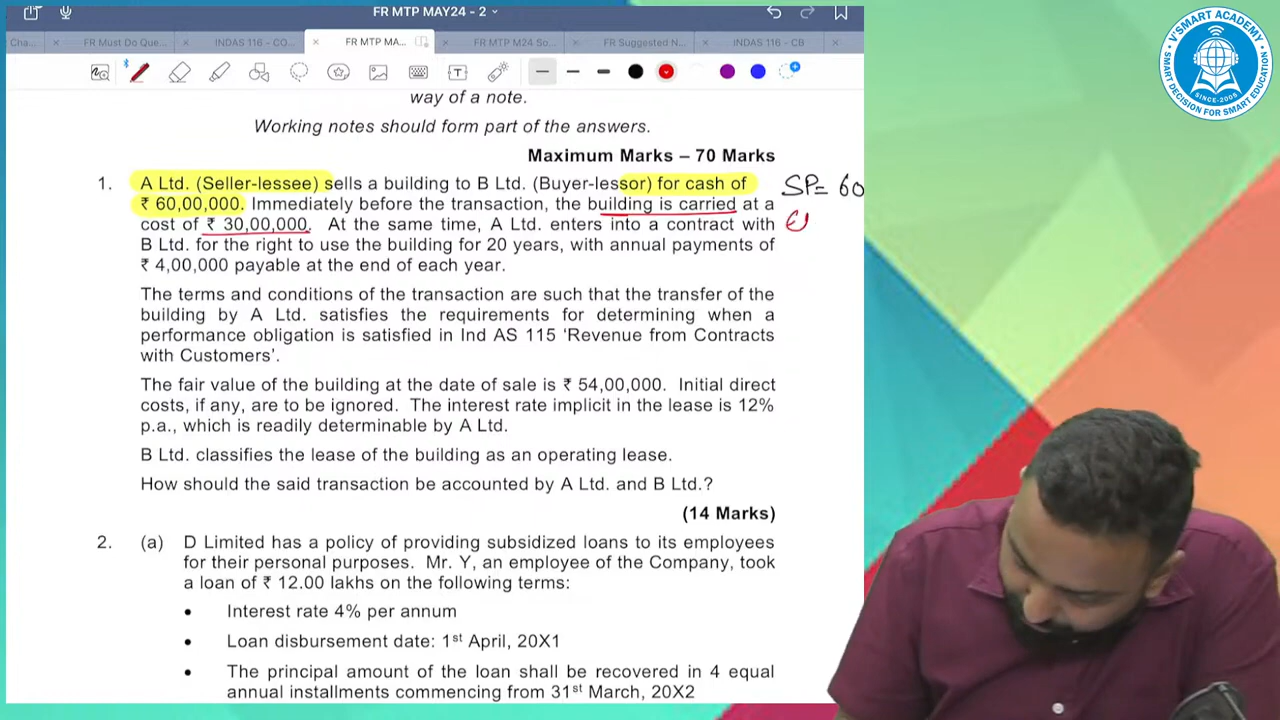 FR MTP MAY24 - 2
Cha...
FR Must Do Que...
INDAS 116 - CO...
FR MTP MA...
FR MTP M24 So...
FR Suggested N...
INDAS 116 - CB
way of a note.
Working notes should form part of the answers.
Maximum Marks – 70 Marks
1. A Ltd. (Seller-lessee) sells a building to B Ltd. (Buyer-lessor) for cash of
₹ 60,00,000. Immediately before the transaction, the building is carried at a
cost of ₹ 30,00,000. At the same time, A Ltd. enters into a contract with
B Ltd. for the right to use the building for 20 years, with annual payments of
₹ 4,00,000 payable at the end of each year.
SP= 60
The terms and conditions of the transaction are such that the transfer of the
building by A Ltd. satisfies the requirements for determining when a
performance obligation is satisfied in Ind AS 115 ‘Revenue from Contracts
with Customers’.
The fair value of the building at the date of sale is ₹ 54,00,000. Initial direct
costs, if any, are to be ignored. The interest rate implicit in the lease is 12%
p.a., which is readily determinable by A Ltd.
B Ltd. classifies the lease of the building as an operating lease.
How should the said transaction be accounted by A Ltd. and B Ltd.?
(14 Marks)
2. (a) D Limited has a policy of providing subsidized loans to its employees
for their personal purposes. Mr. Y, an employee of the Company, took
a loan of ₹ 12.00 lakhs on the following terms:
• Interest rate 4% per annum
• Loan disbursement date: 1st April, 20X1
• The principal amount of the loan shall be recovered in 4 equal
annual installments commencing from 31st March, 20X2
V'SMART ACADEMY
SINCE-2008
SMART DECISION FOR SMART EDUCATION